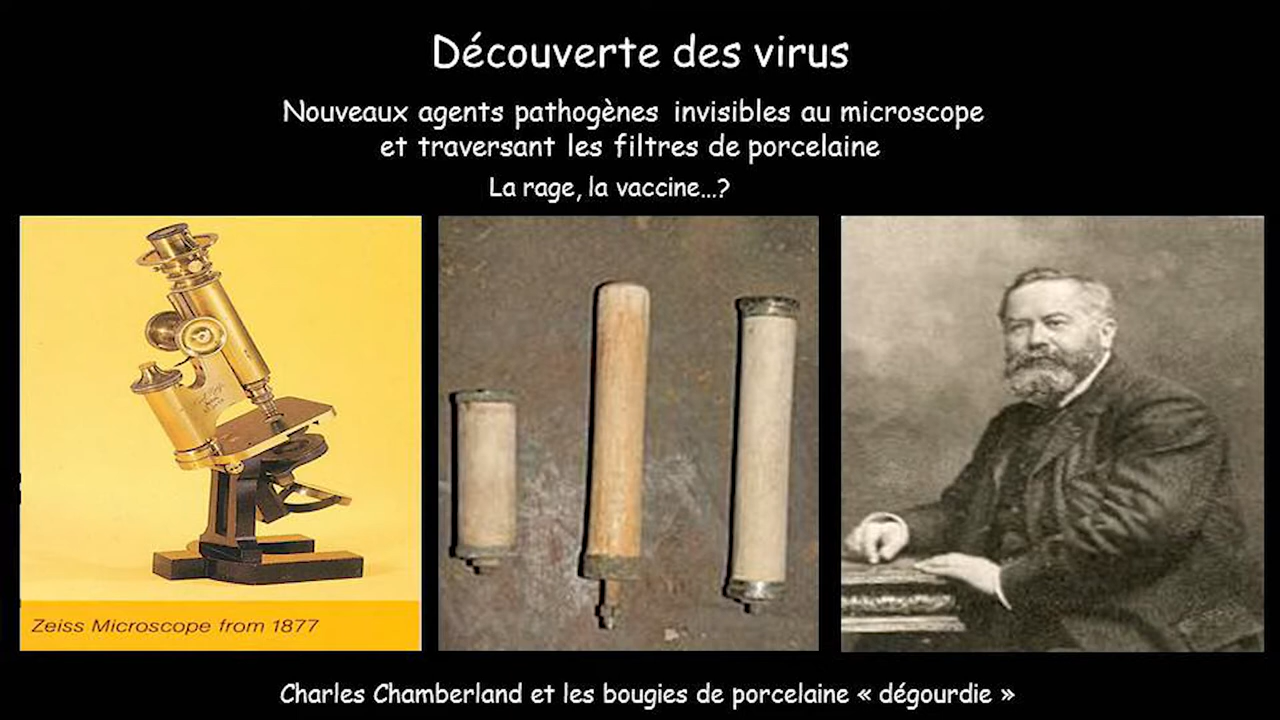 Découverte des virus
Nouveaux agents pathogènes invisibles au microscope
et traversant les filtres de porcelaine
La rage, la vaccine...?
Zeiss Microscope from 1877
Charles Chamberland et les bougies de porcelaine « dégourdie »